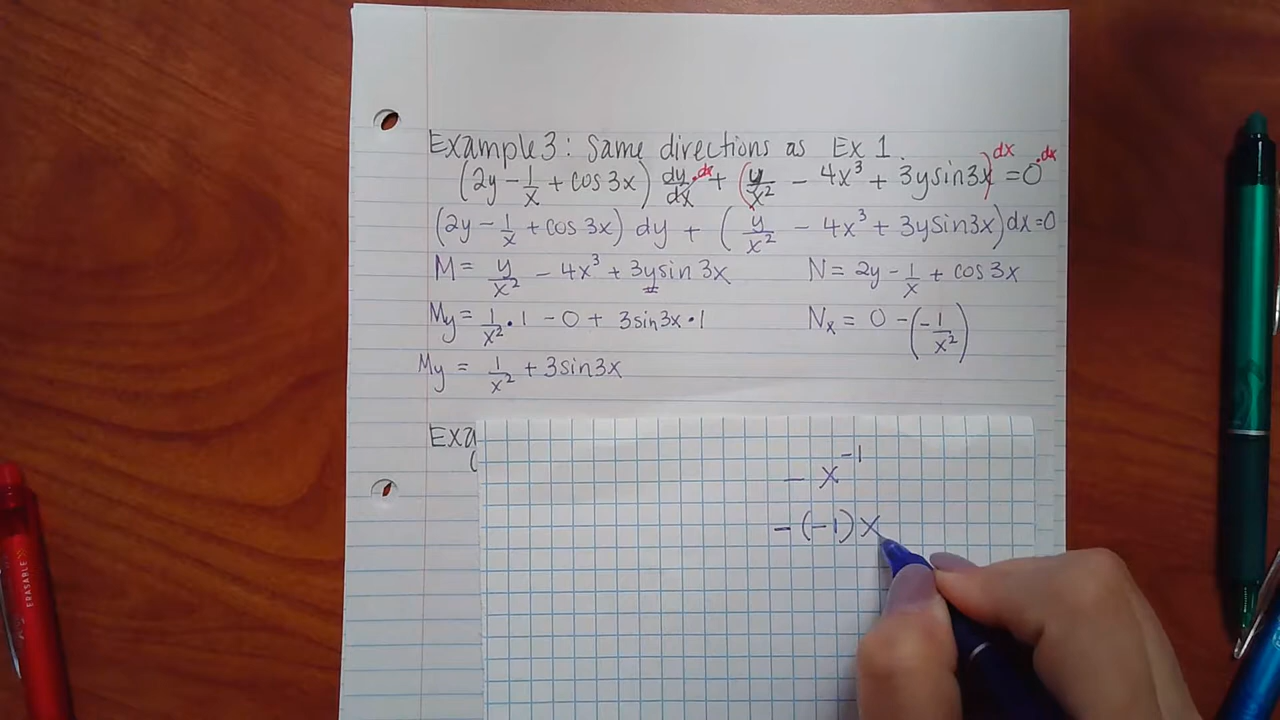 Example 3: Same directions as Ex 1.
(2y - 1/x + cos 3x) dy/dx · dx + (y/x² - 4x³ + 3y sin 3x) dx = 0 · dx
(2y - 1/x + cos 3x) dy + (y/x² - 4x³ + 3y sin 3x) dx = 0
M = y/x² - 4x³ + 3y sin 3x N = 2y - 1/x + cos 3x
My = 1/x² · 1 - 0 + 3 sin 3x · 1 Nx = 0 - (-1/x²)
My = 1/x² + 3 sin 3x
Exa
(
- x⁻¹
- (-1) x
ERASABLE